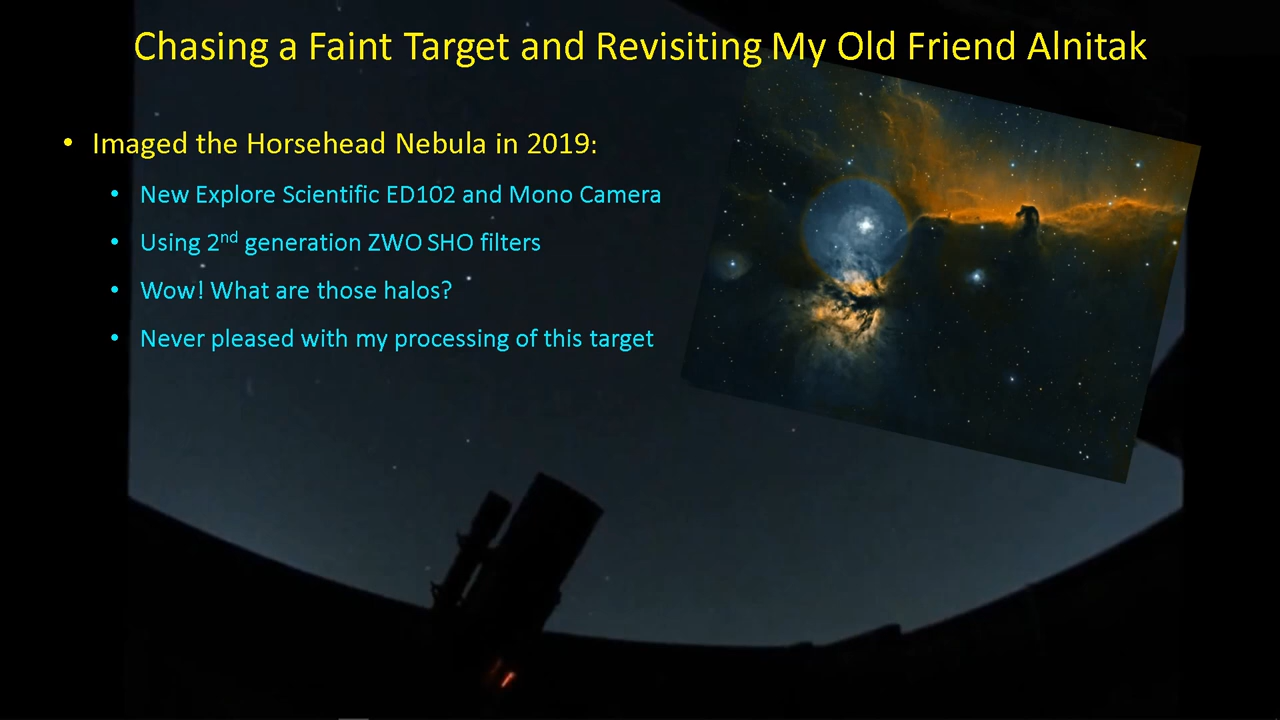 Chasing a Faint Target and Revisiting My Old Friend Alnitak
• Imaged the Horsehead Nebula in 2019:
• New Explore Scientific ED102 and Mono Camera
• Using 2nd generation ZWO SHO filters
• Wow! What are those halos?
• Never pleased with my processing of this target